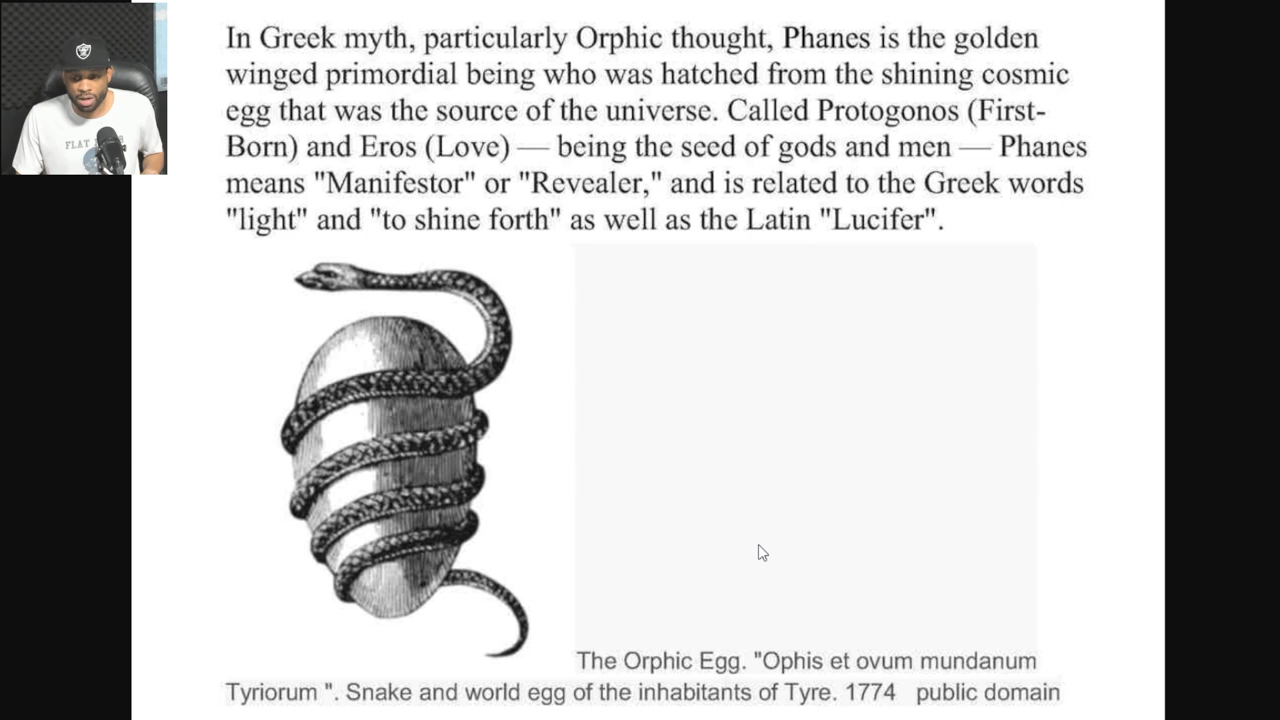 In Greek myth, particularly Orphic thought, Phanes is the golden
winged primordial being who was hatched from the shining cosmic
egg that was the source of the universe. Called Protogonos (First-
Born) and Eros (Love) — being the seed of gods and men — Phanes
means "Manifestor" or "Revealer," and is related to the Greek words
"light" and "to shine forth" as well as the Latin "Lucifer".
FLAT
The Orphic Egg. "Ophis et ovum mundanum
Tyriorum ". Snake and world egg of the inhabitants of Tyre. 1774 public domain